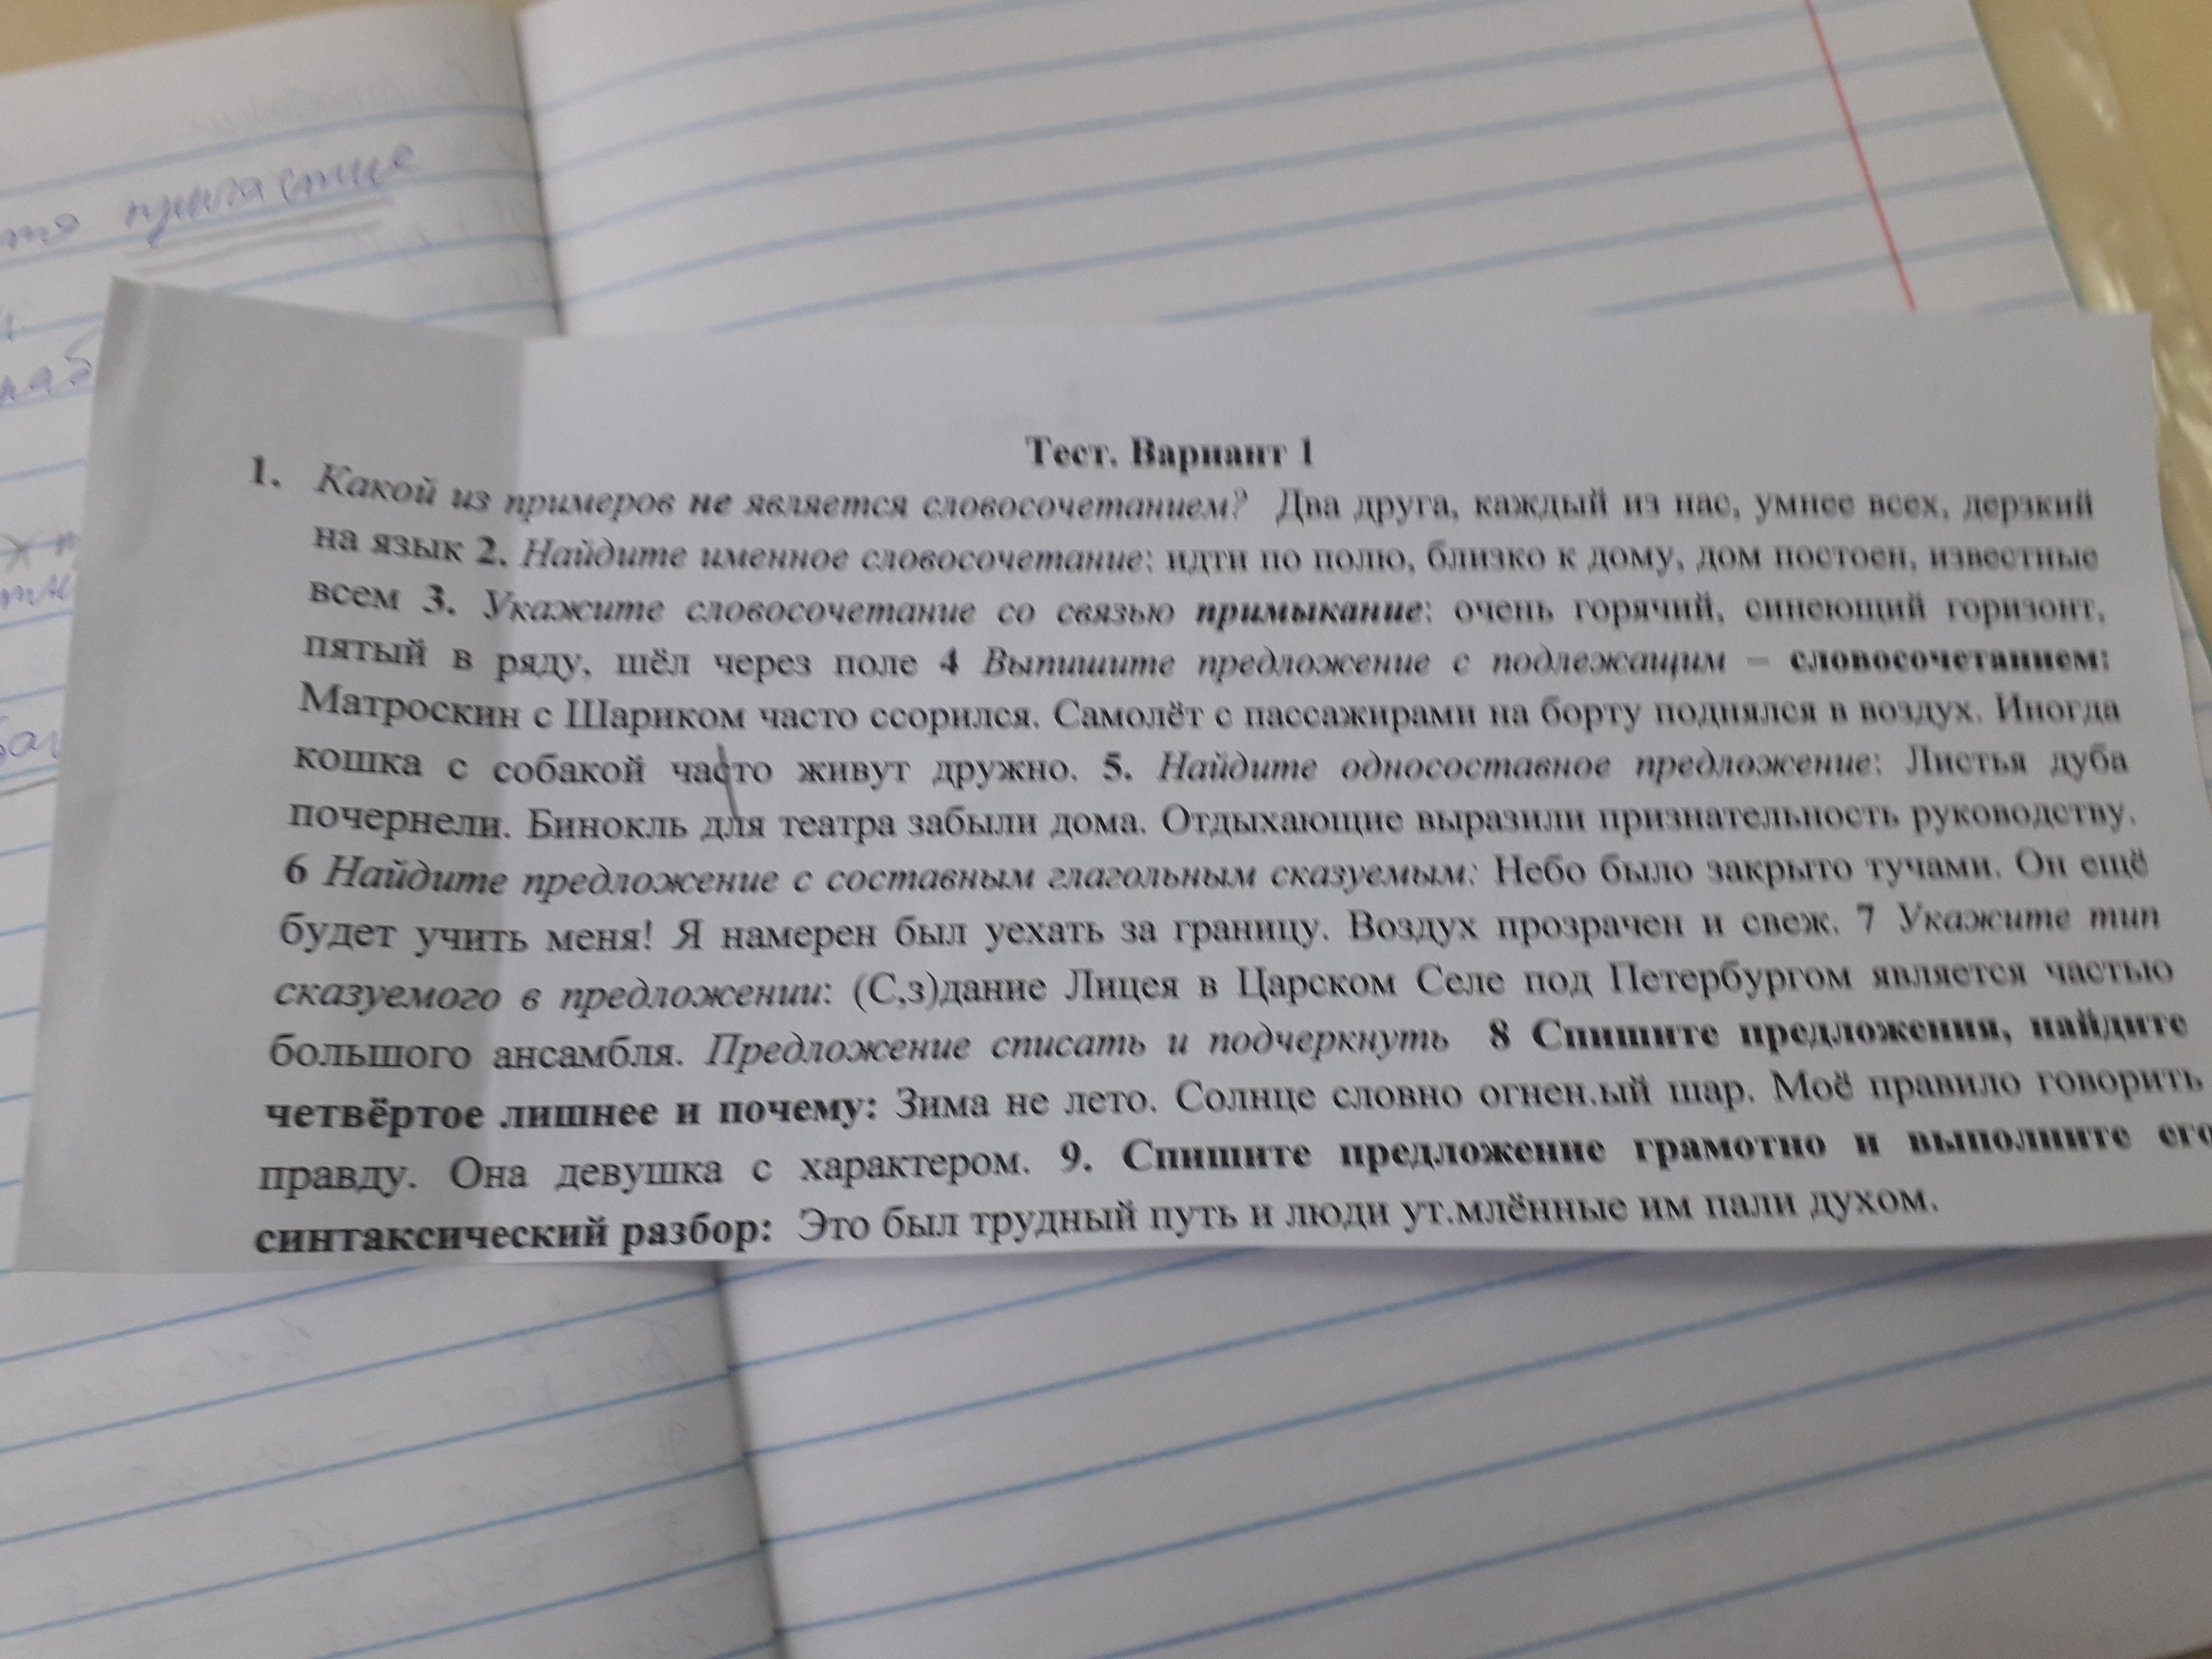 причастие
Тест. Вариант 1
1. Какой из примеров не является словосочетанием? Два друга, каждый из нас, умнее всех, дерзкий
на язык 2. Найдите именное словосочетание: идти по полю, близко к дому, дом построен, известные
всем 3. Укажите словосочетание со связью примыкание: очень горячий, синеющий горизонт,
пятый в ряду, шёл через поле 4 Выпишите предложение с подлежащим – словосочетанием:
Матроскин с Шариком часто ссорился. Самолёт с пассажирами на борту поднялся в воздух. Иногда
кошка с собакой часто живут дружно. 5. Найдите односоставное предложение: Листья дуба
почернели. Бинокль для театра забыли дома. Отдыхающие выразили признательность руководству.
6 Найдите предложение с составным глагольным сказуемым: Небо было закрыто тучами. Он ещё
будет учить меня! Я намерен был уехать за границу. Воздух прозрачен и свеж. 7 Укажите тип
сказуемого в предложении: (С,з)дание Лицея в Царском Селе под Петербургом является частью
большого ансамбля. Предложение списать и подчеркнуть 8 Спишите предложения, найдите
четвёртое лишнее и почему: Зима не лето. Солнце словно огнен.ый шар. Моё правило говорить
правду. Она девушка с характером. 9. Спишите предложение грамотно и выполните его
синтаксический разбор: Это был трудный путь и люди ут.млённые им пали духом.